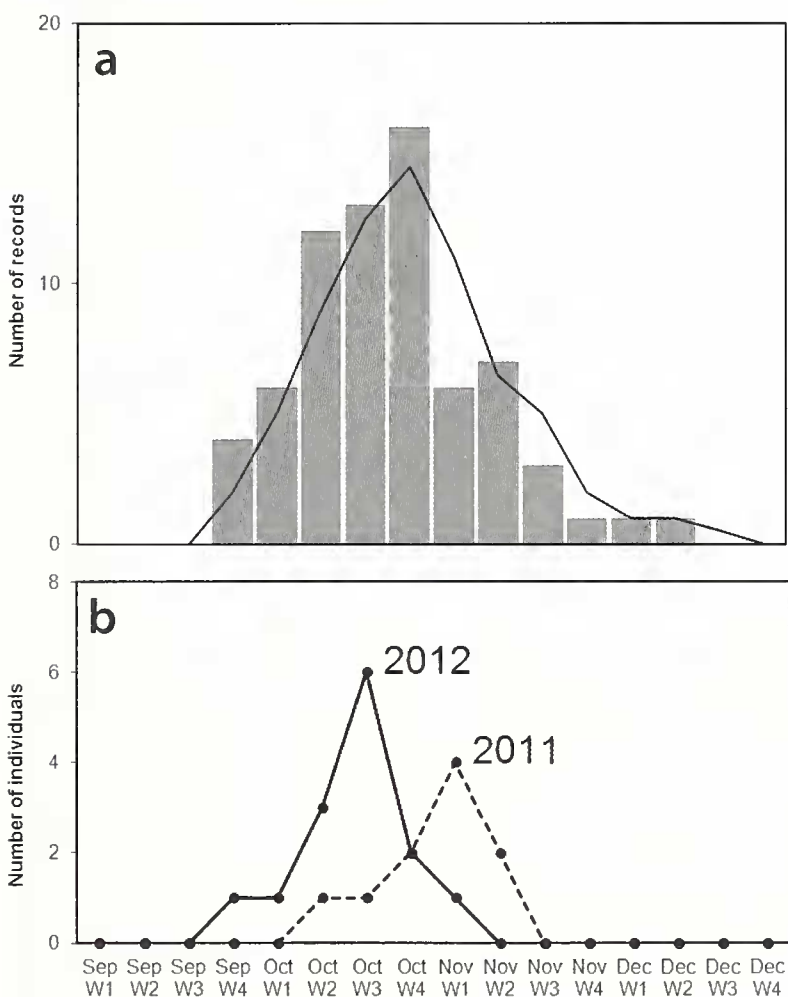 20
a
10
0
Number of records
8
b
6
4
2
0
Number of individuals
2012
2011
Sep Sep Sep Sep Oct Oct Oct Oct Nov Nov Nov Nov Dec Dec Dec Dec
W1 W2 W3 W4 W1 W2 W3 W4 W1 W2 W3 W4 W1 W2 W3 W4